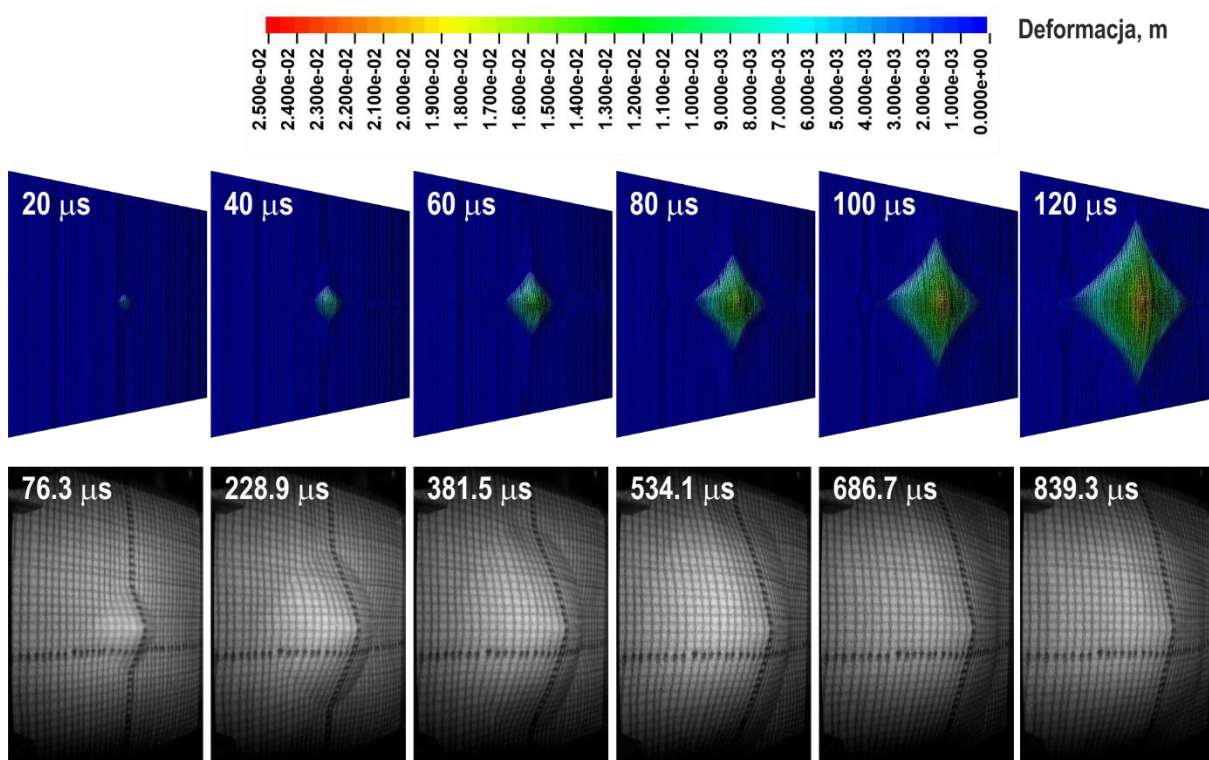 Deformacja, m
2.500e-02
2.400e-02
2.300e-02
2.200e-02
2.100e-02
2.000e-02
1.900e-02
1.800e-02
1.700e-02
1.600e-02
1.500e-02
1.400e-02
1.300e-02
1.200e-02
1.100e-02
1.000e-02
9.000e-03
8.000e-03
7.000e-03
6.000e-03
5.000e-03
4.000e-03
3.000e-03
2.000e-03
1.000e-03
0.000e+00
20 μs
40 μs
60 μs
80 μs
100 μs
120 μs
76.3 μs
228.9 μs
381.5 μs
534.1 μs
686.7 μs
839.3 μs